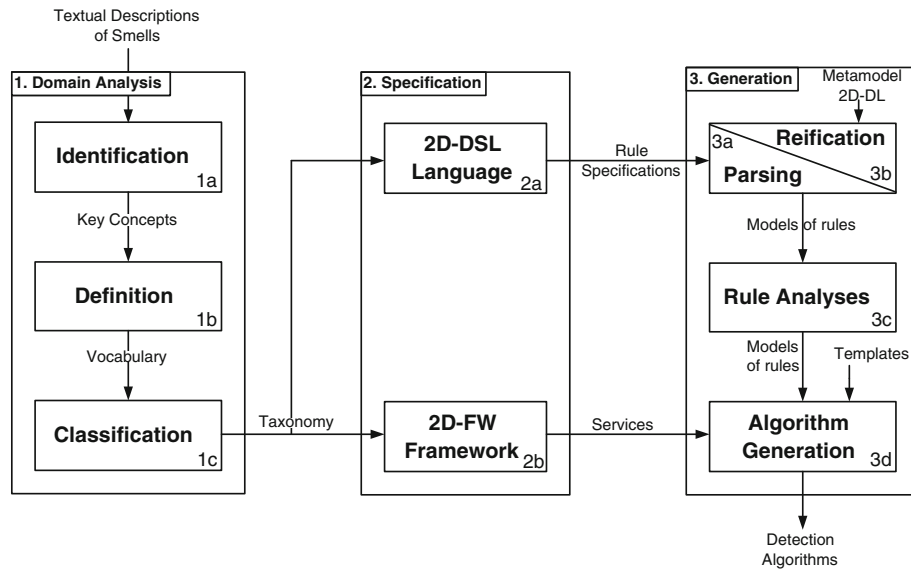 Textual Descriptions
of Smells
1. Domain Analysis
Identification
1a
Key Concepts
Definition
1b
Vocabulary
Classification
1c
Taxonomy
2. Specification
2D-DSL
Language
2a
Rule
Specifications
2D-FW
Framework
2b
Services
3. Generation
Metamodel
2D-DL
3a
Reification
Parsing
3b
Models of rules
Rule Analyses
3c
Models
of rules
Templates
Algorithm
Generation
3d
Detection
Algorithms